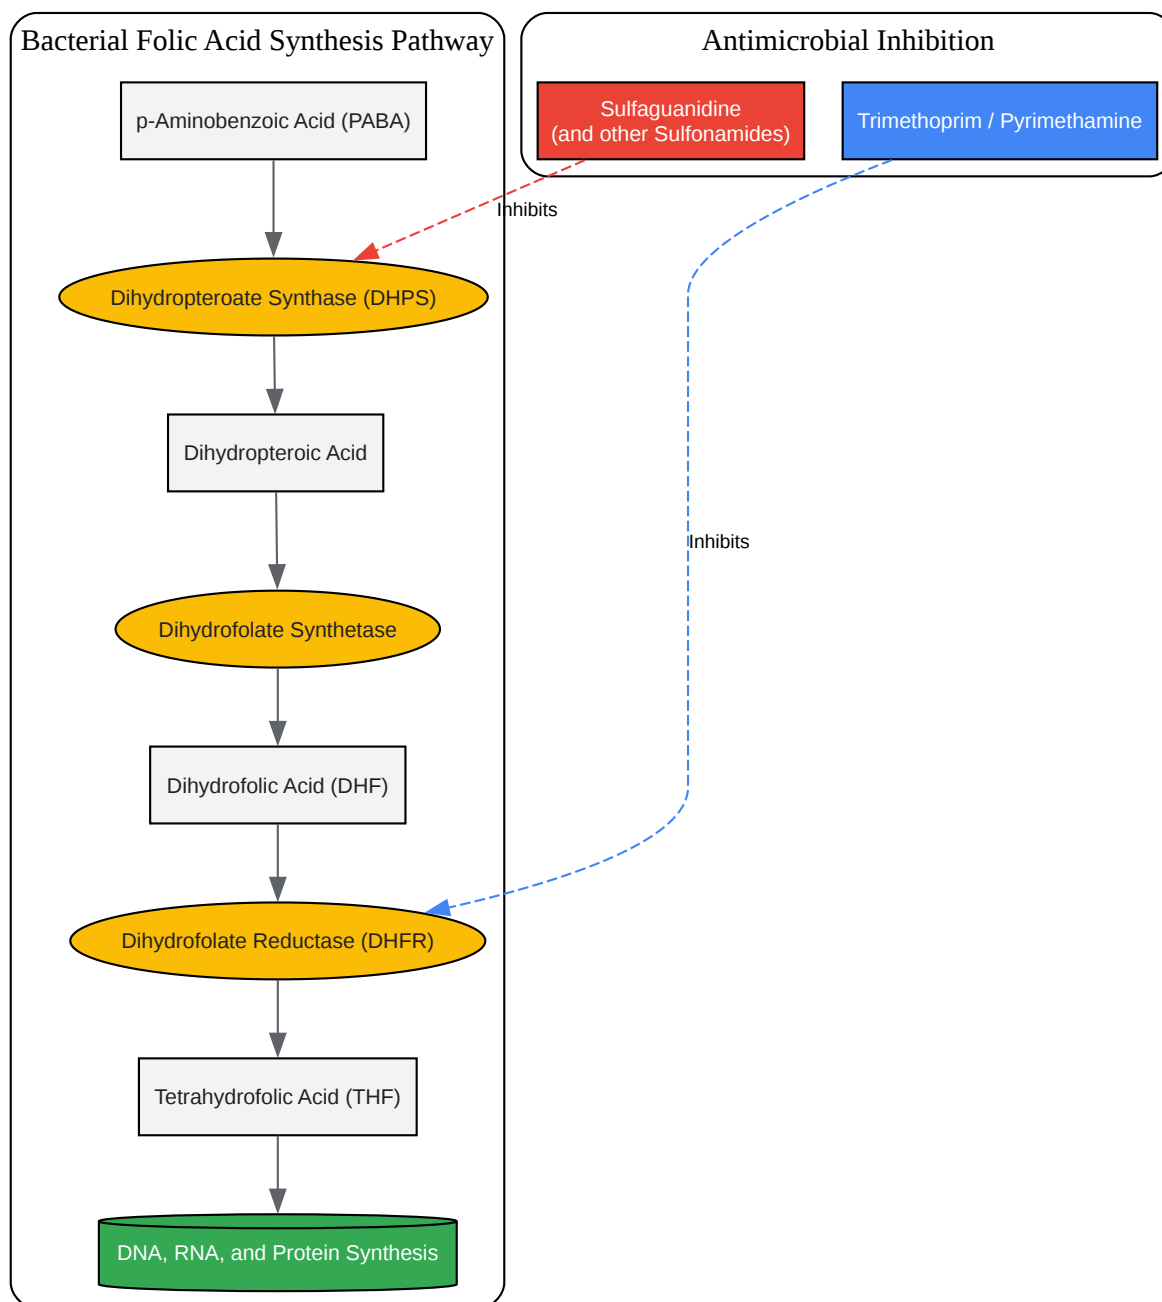 Bacterial Folic Acid Synthesis Pathway
Antimicrobial Inhibition
p-Aminobenzoic Acid (PABA)
Sulfaguanidine
(and other Sulfonamides)
Trimethoprim / Pyrimethamine
Inhibits
Dihydropteroate Synthase (DHPS)
Dihydropteroic Acid
Inhibits
Dihydrofolate Synthetase
Dihydrofolic Acid (DHF)
Dihydrofolate Reductase (DHFR)
Tetrahydrofolic Acid (THF)
DNA, RNA, and Protein Synthesis